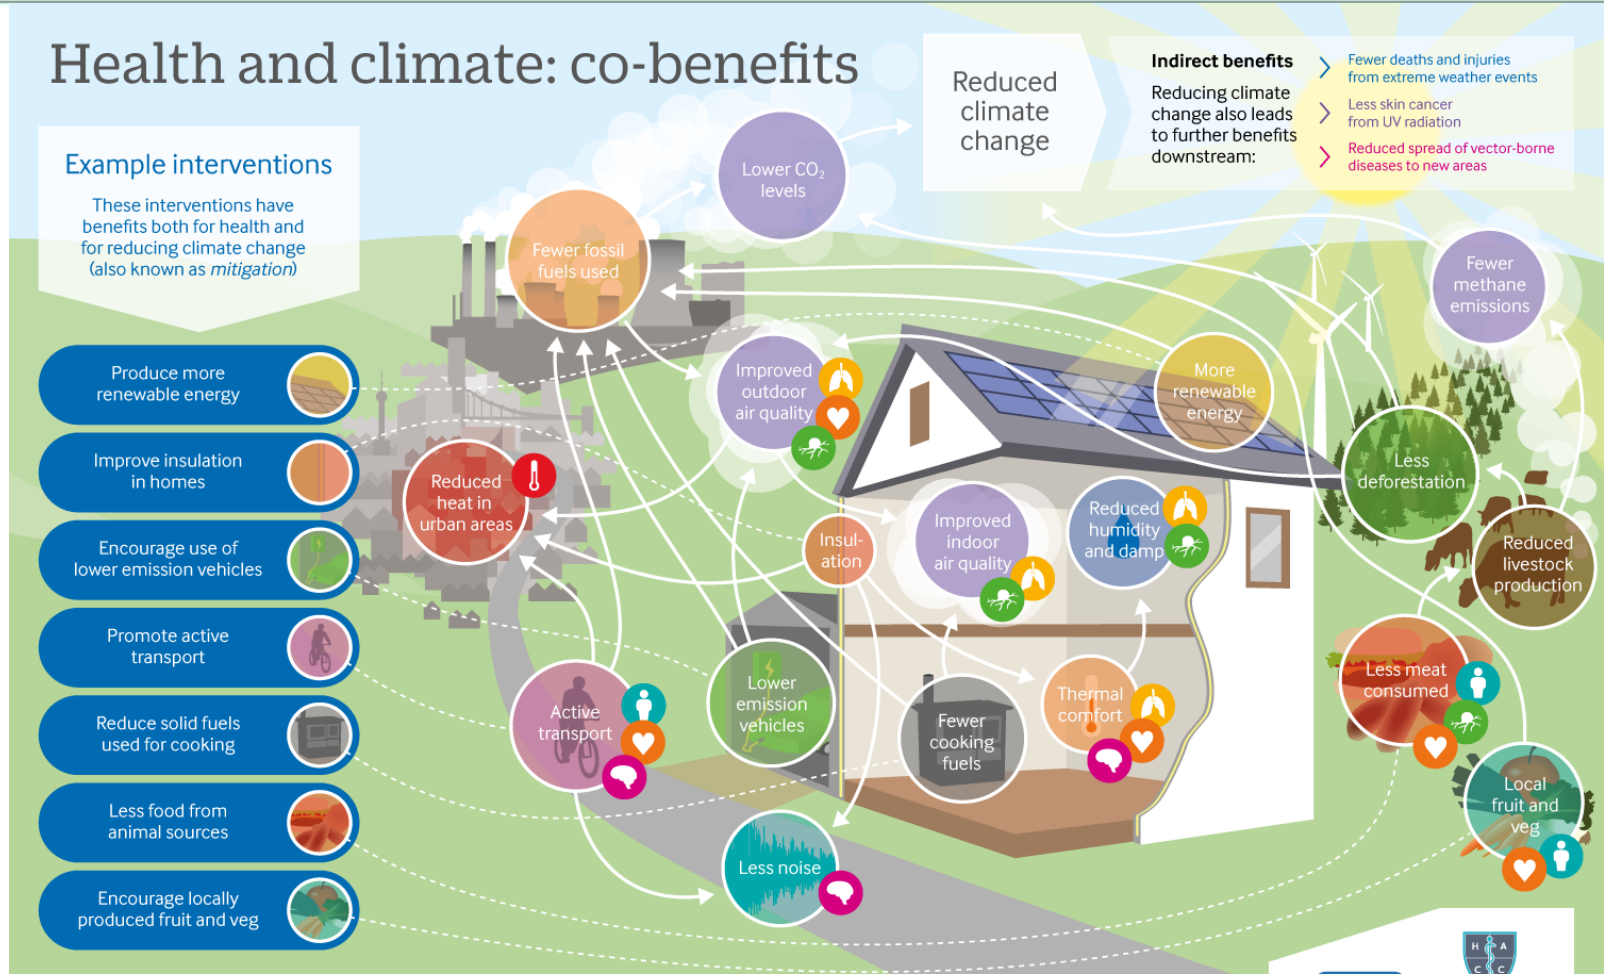 Health and climate: co-benefits
Reduced
climate
change
Indirect benefits
Reducing climate
change also leads
to further benefits
downstream:
Fewer deaths and injuries
from extreme weather events
Less skin cancer
from UV radiation
Reduced spread of vector-borne
diseases to new areas
Example interventions
These interventions have
benefits both for health and
for reducing climate change
(also known as mitigation)
Produce more
renewable energy
Improve insulation
in homes
Encourage use of
lower emission vehicles
Promote active
transport
Reduce solid fuels
used for cooking
Less food from
animal sources
Encourage locally
produced fruit and veg
Lower CO₂
levels
Fewer fossil
fuels used
Fewer
methane
emissions
Improved
outdoor
air quality
More
renewable
energy
Reduced
heat in
urban areas
Less
deforestation
Insul-
ation
Improved
indoor
air quality
Reduced
humidity
and damp
Reduced
livestock
production
Active
transport
Lower
emission
vehicles
Fewer
cooking
fuels
Thermal
comfort
Less meat
consumed
Local
fruit and
veg
Less noise
H A
C C